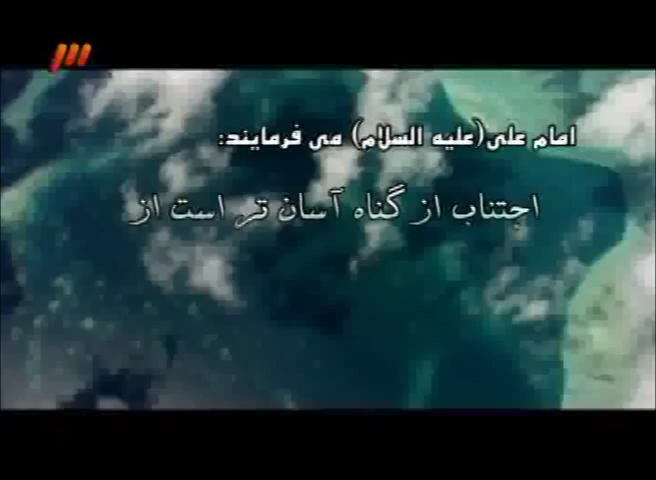 امام علی(علیه السلام) می فرمایند:
اجتناب از گناه آسان تر است از